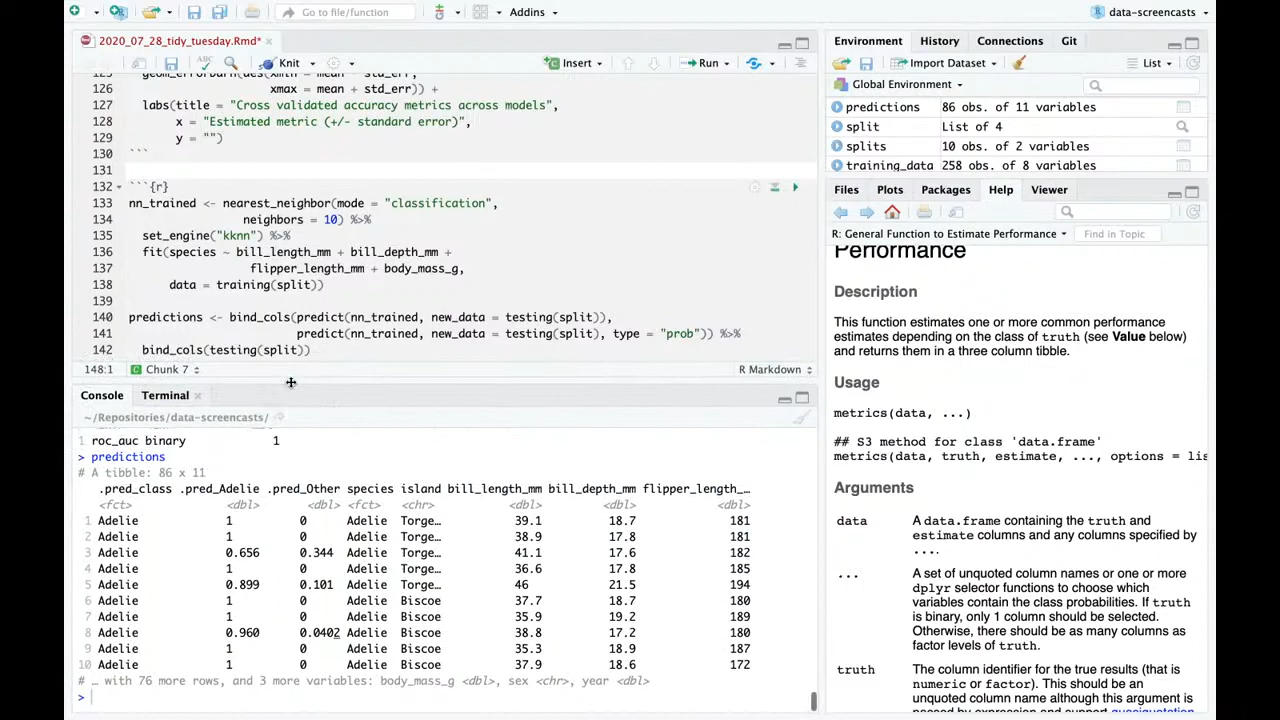 Go to file/function
Addins
data-screencasts
2020_07_28_tidy_tuesday.Rmd*
ABC
Knit
Insert
Run
125 geom_errorbarh(aes(xmin = mean - std_err,
126 xmax = mean + std_err)) +
127 labs(title = "Cross validated accuracy metrics across models",
128 x = "Estimated metric (+/- standard error)",
129 y = "")
130 ```
131
132 ```{r}
133 nn_trained <- nearest_neighbor(mode = "classification",
134 neighbors = 10) %>%
135 set_engine("kknn") %>%
136 fit(species ~ bill_length_mm + bill_depth_mm +
137 flipper_length_mm + body_mass_g,
138 data = training(split))
139
140 predictions <- bind_cols(predict(nn_trained, new_data = testing(split)),
141 predict(nn_trained, new_data = testing(split), type = "prob")) %>%
142 bind_cols(testing(split))
148:1 Chunk 7 R Markdown
Console Terminal
~/Repositories/data-screencasts/
1 roc_auc binary 1
> predictions
# A tibble: 86 x 11
.pred_class .pred_Adelie .pred_Other species island bill_length_mm bill_depth_mm flipper_length_…
<fct> <dbl> <dbl> <fct> <chr> <dbl> <dbl> <dbl>
1 Adelie 1 0 Adelie Torge… 39.1 18.7 181
2 Adelie 1 0 Adelie Torge… 38.9 17.8 181
3 Adelie 0.656 0.344 Adelie Torge… 41.1 17.6 182
4 Adelie 1 0 Adelie Torge… 36.6 17.8 185
5 Adelie 0.899 0.101 Adelie Torge… 46 21.5 194
6 Adelie 1 0 Adelie Biscoe 37.7 18.7 180
7 Adelie 1 0 Adelie Biscoe 35.9 19.2 189
8 Adelie 0.960 0.0402 Adelie Biscoe 38.8 17.2 180
9 Adelie 1 0 Adelie Biscoe 35.3 18.9 187
10 Adelie 1 0 Adelie Biscoe 37.9 18.6 172
# … with 76 more rows, and 3 more variables: body_mass_g <dbl>, sex <chr>, year <dbl>
>
Environment History Connections Git
Import Dataset List
Global Environment
predictions 86 obs. of 11 variables
split List of 4
splits 10 obs. of 2 variables
training_data 258 obs. of 8 variables
Files Plots Packages Help Viewer
R: General Function to Estimate Performance Find in Topic
Performance
Description
This function estimates one or more common performance
estimates depending on the class of truth (see Value below)
and returns them in a three column tibble.
Usage
metrics(data, ...)
## S3 method for class 'data.frame'
metrics(data, truth, estimate, ..., options = lis
Arguments
data A data.frame containing the truth and
estimate columns and any columns specified by
....
... A set of unquoted column names or one or more
dplyr selector functions to choose which
variables contain the class probabilities. If truth
is binary, only 1 column should be selected.
Otherwise, there should be as many columns as
factor levels of truth.
truth The column identifier for the true results (that is
numeric or factor). This should be an
unquoted column name although this argument is
passed by expression and support quasiquotation